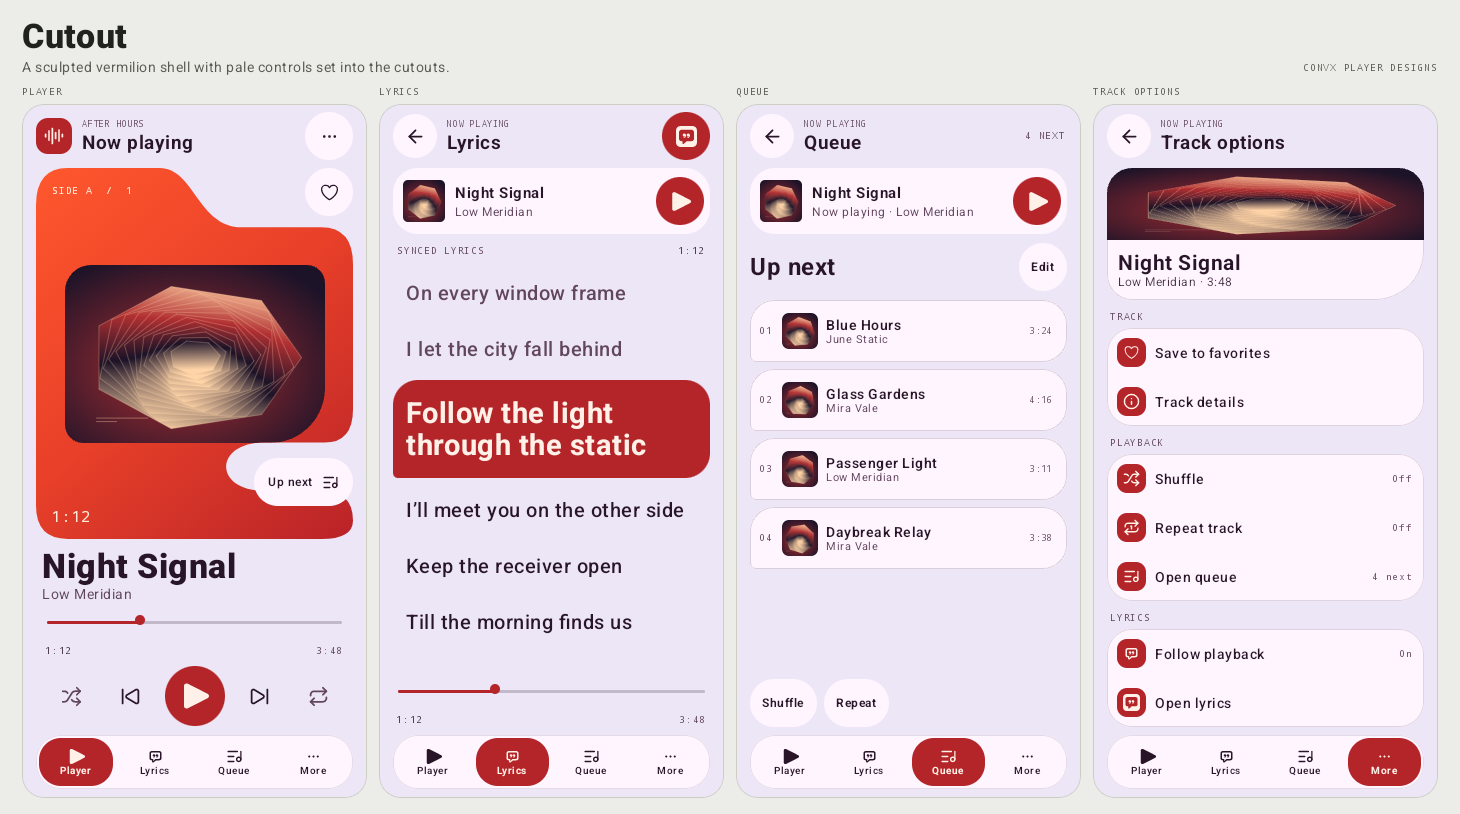 Cutout
A sculpted vermilion shell with pale controls set into the cutouts.
CONVX PLAYER DESIGNS
PLAYER
AFTER HOURS
Now playing
SIDE A / 1
Up next
1:12
Night Signal
Low Meridian
1:12
3:48
Player
Lyrics
Queue
More
LYRICS
NOW PLAYING
Lyrics
Night Signal
Low Meridian
SYNCED LYRICS
1:12
On every window frame
I let the city fall behind
Follow the light
through the static
I'll meet you on the other side
Keep the receiver open
Till the morning finds us
1:12
3:48
Player
Lyrics
Queue
More
QUEUE
NOW PLAYING
Queue
4 NEXT
Night Signal
Now playing · Low Meridian
Up next
Edit
01
Blue Hours
June Static
3:24
02
Glass Gardens
Mira Vale
4:16
03
Passenger Light
Low Meridian
3:11
04
Daybreak Relay
Mira Vale
3:38
Shuffle
Repeat
Player
Lyrics
Queue
More
TRACK OPTIONS
NOW PLAYING
Track options
Night Signal
Low Meridian · 3:48
TRACK
Save to favorites
Track details
PLAYBACK
Shuffle
Off
Repeat track
Off
Open queue
4 next
LYRICS
Follow playback
On
Open lyrics
Player
Lyrics
Queue
More